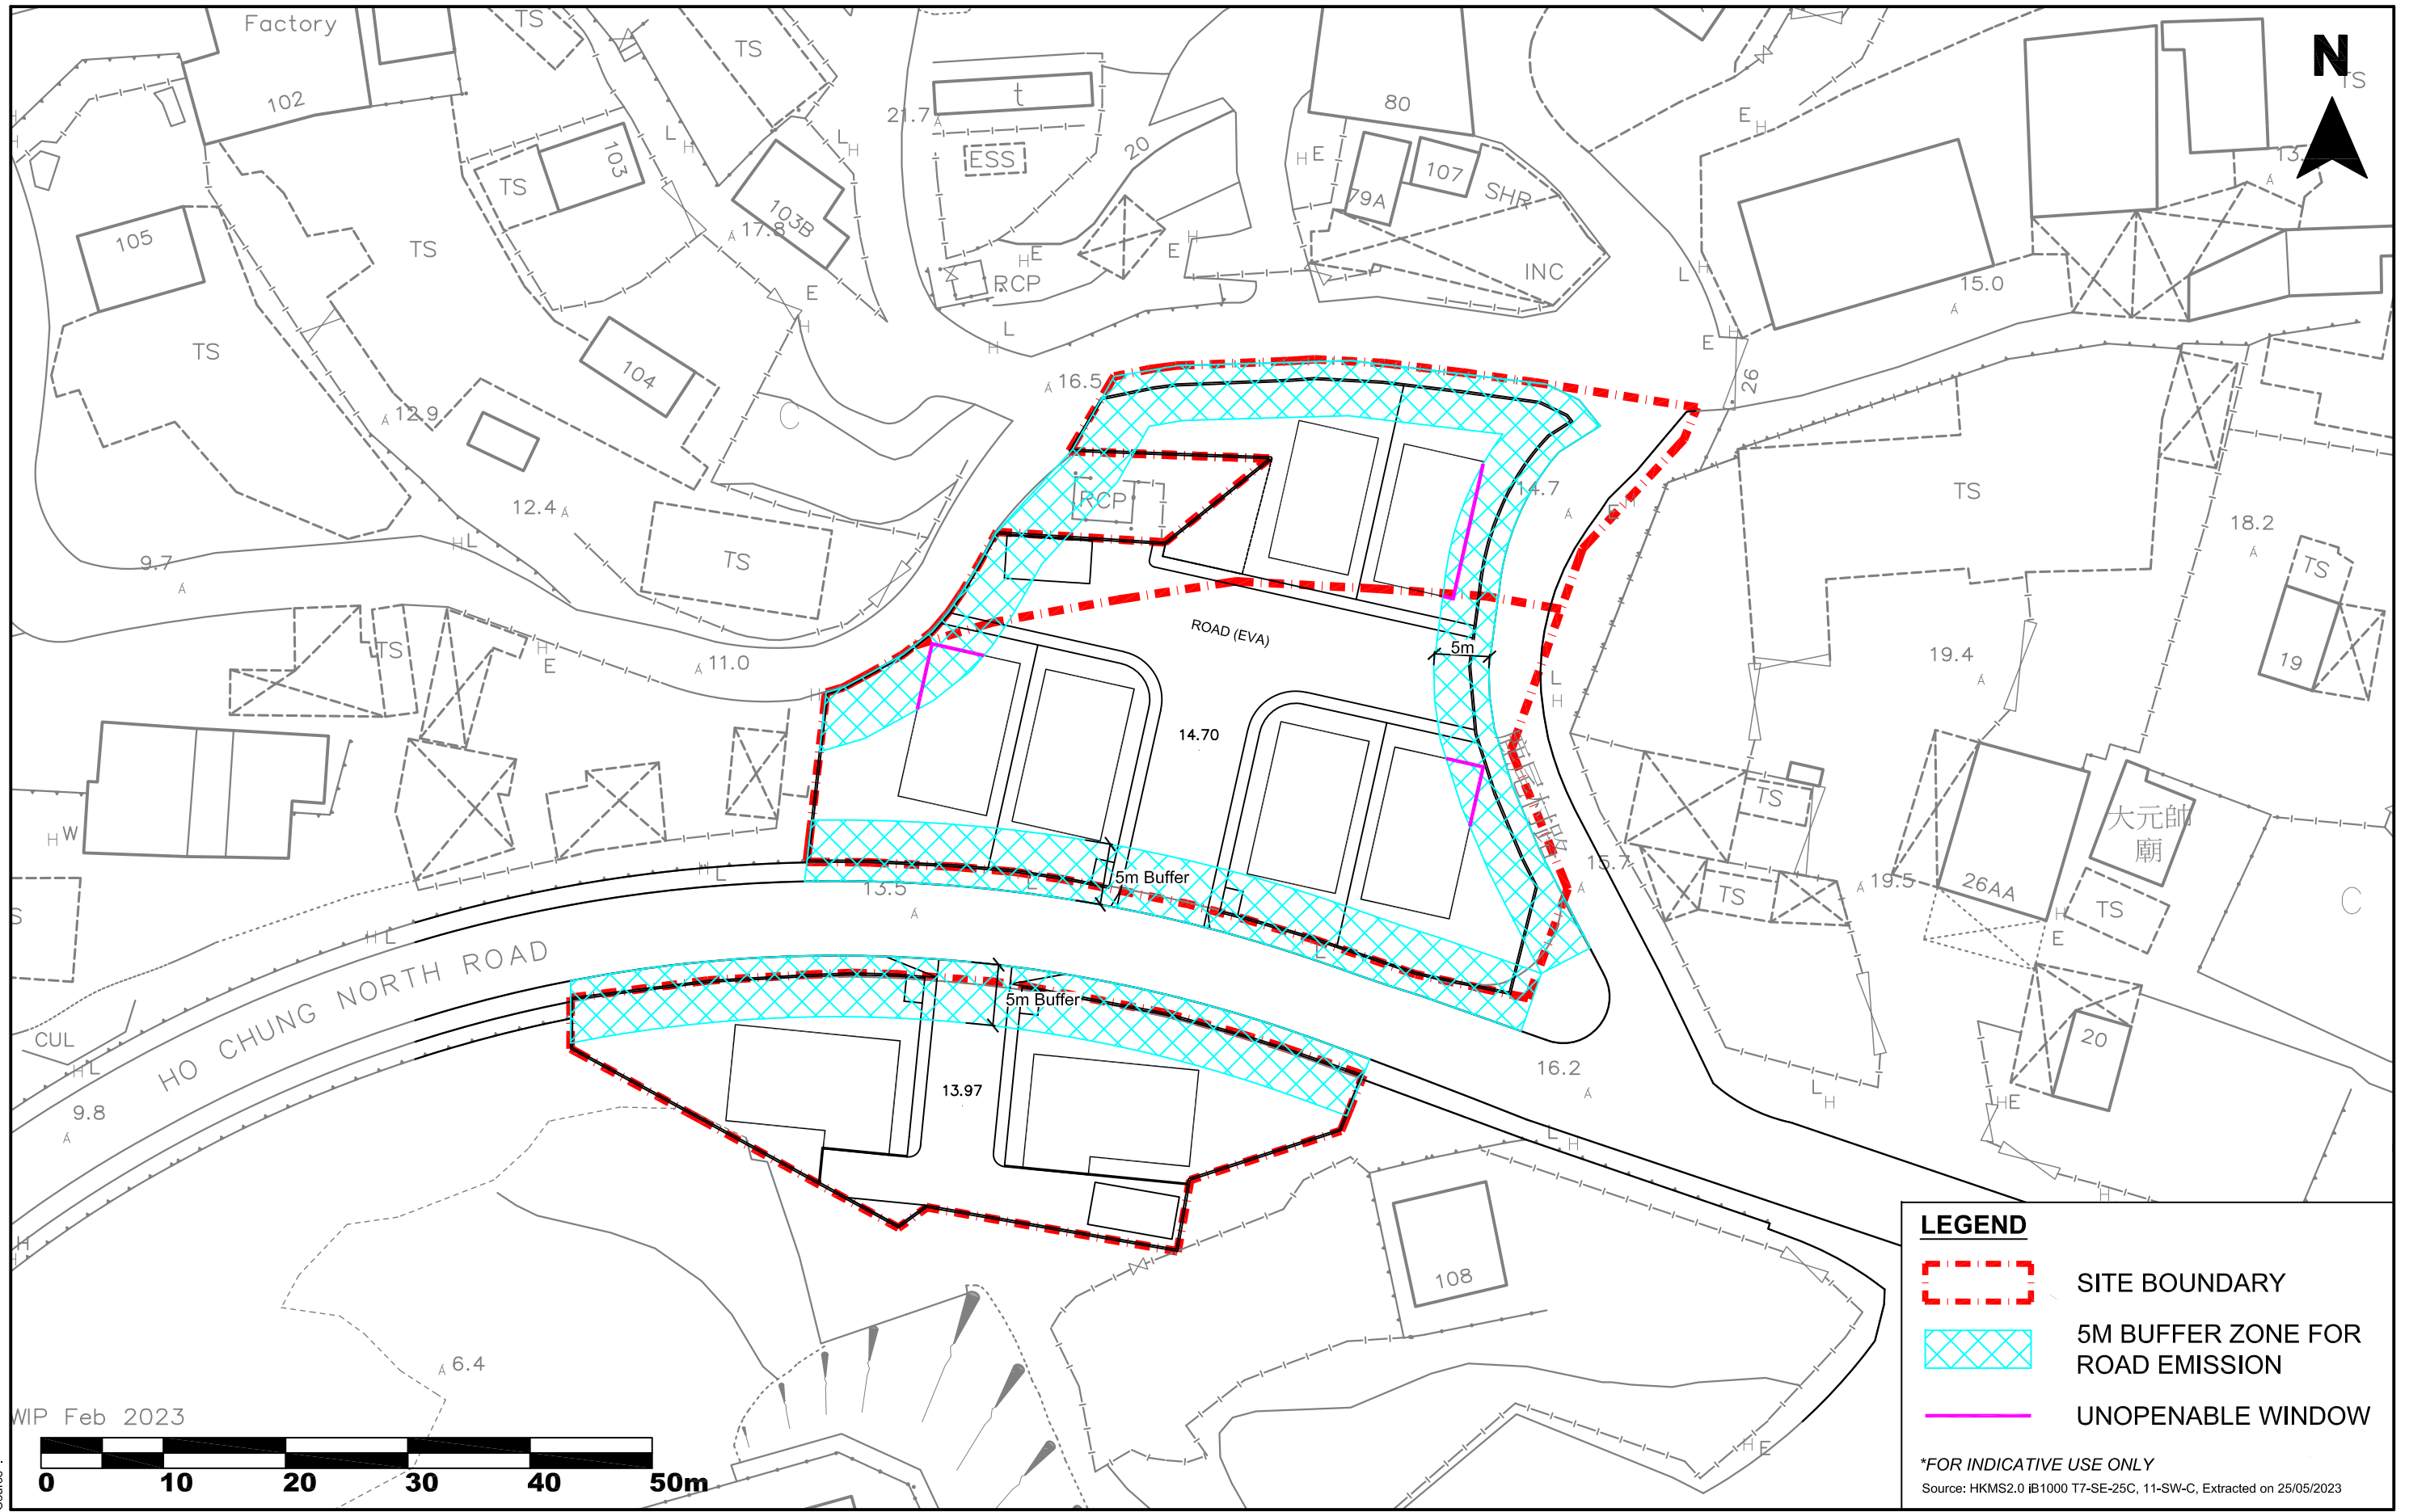 Factory
TS
TS
N
TS
102
t
80
21.7
E
H
L
H
L
H
20
ESS
H E
103
TS
107
79A
SHR
13.
103B
17.8
105
TS
E
H
HE
RCP
E
INC
L
H
15.0
E
H
L
H
E
H
TS
104
16.5
26
12.9
C
RCP
14.7
E
TS
12.4
18.2
H L
TS
9.7
TS
ROAD (EVA)
5m
TS
H
E
11.0
H
19.4
19
L
H
14.70
TS
大元帥
廟
H W
H L
5m Buffer
13.5
L
15.7
TS
19.5
26AA
TS
C
S
H L
L
H
E
HO CHUNG NORTH ROAD
5m Buffer
CUL
H L
13.97
16.2
20
9.8
L
H
HE
L
H
H
H
H
LEGEND
108
SITE BOUNDARY
5M BUFFER ZONE FOR
ROAD EMISSION
6.4
UNOPENABLE WINDOW
WIP Feb 2023
H E
*FOR INDICATIVE USE ONLY
0 10 20 30 40 50m
Source: HKMS2.0 iB1000 T7-SE-25C, 11-SW-C, Extracted on 25/05/2023